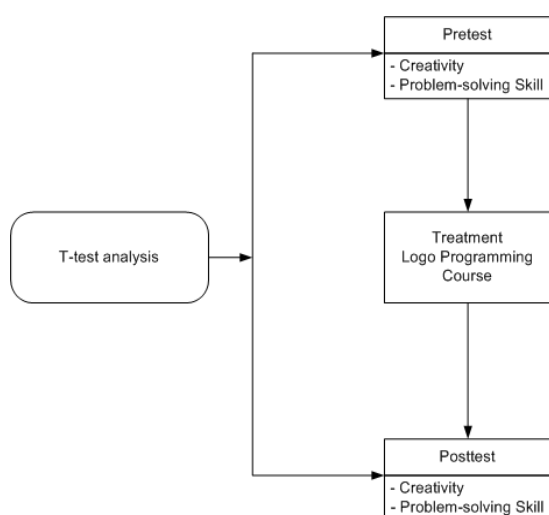 Pretest
- Creativity
- Problem-solving Skill
T-test analysis
Treatment
Logo Programming
Course
Posttest
- Creativity
- Problem-solving Skill